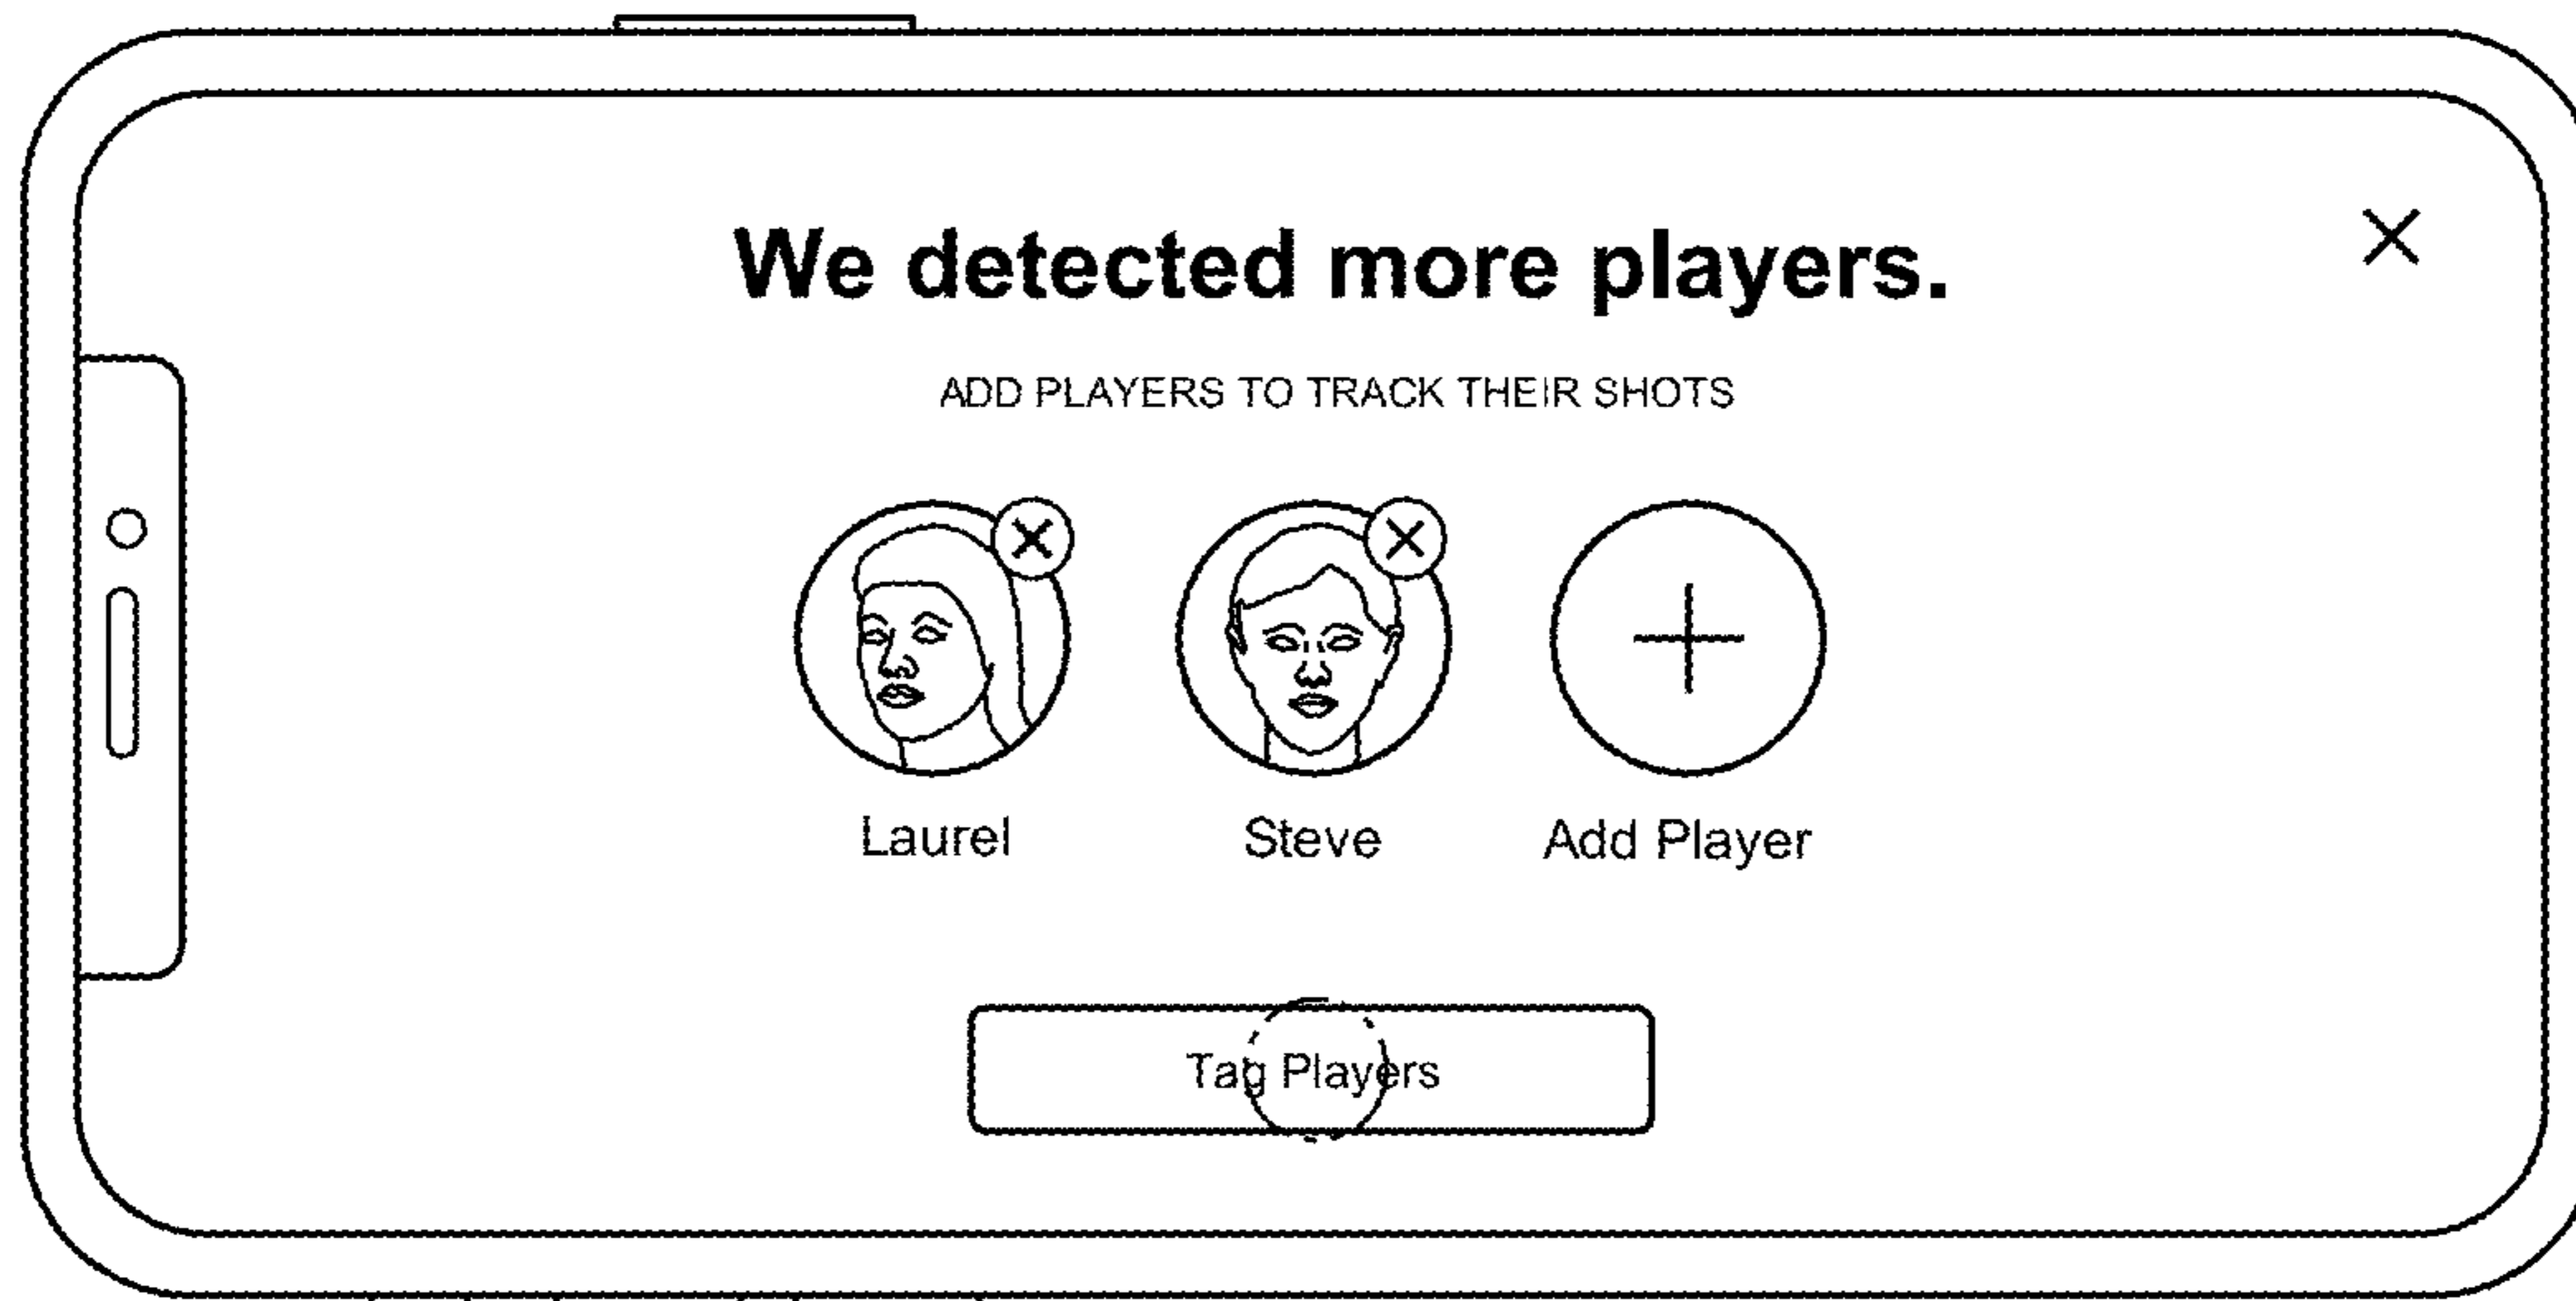 We detected more players.
ADD PLAYERS TO TRACK THEIR SHOTS
Laurel
Steve
Add Player
Tag Players